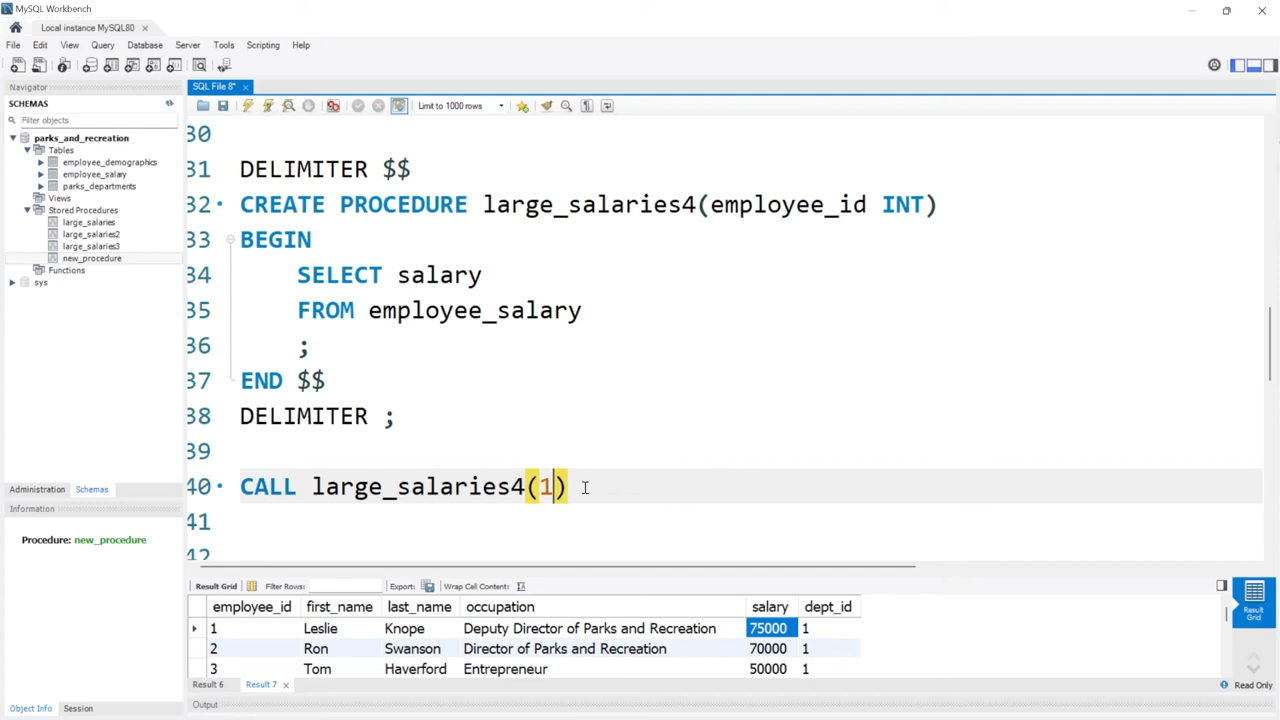 MySQL Workbench
Local instance MySQL80
File Edit View Query Database Server Tools Scripting Help
Navigator
SQL File 8*
SCHEMAS
Limit to 1000 rows
Filter objects
parks_and_recreation
Tables
employee_demographics
employee_salary
parks_departments
Views
Stored Procedures
large_salaries
large_salaries2
large_salaries3
new_procedure
Functions
sys
30
31 DELIMITER $$
32 CREATE PROCEDURE large_salaries4(employee_id INT)
33 BEGIN
34 SELECT salary
35 FROM employee_salary
36 ;
37 END $$
38 DELIMITER ;
39
40 CALL large_salaries4(1)
41
42
Administration Schemas
Information
Procedure: new_procedure
Result Grid Filter Rows: Export: Wrap Cell Content:
employee_id first_name last_name occupation salary dept_id
1 Leslie Knope Deputy Director of Parks and Recreation 75000 1
2 Ron Swanson Director of Parks and Recreation 70000 1
3 Tom Haverford Entrepreneur 50000 1
Result Grid
Result 6 Result 7 Read Only
Output
Object Info Session